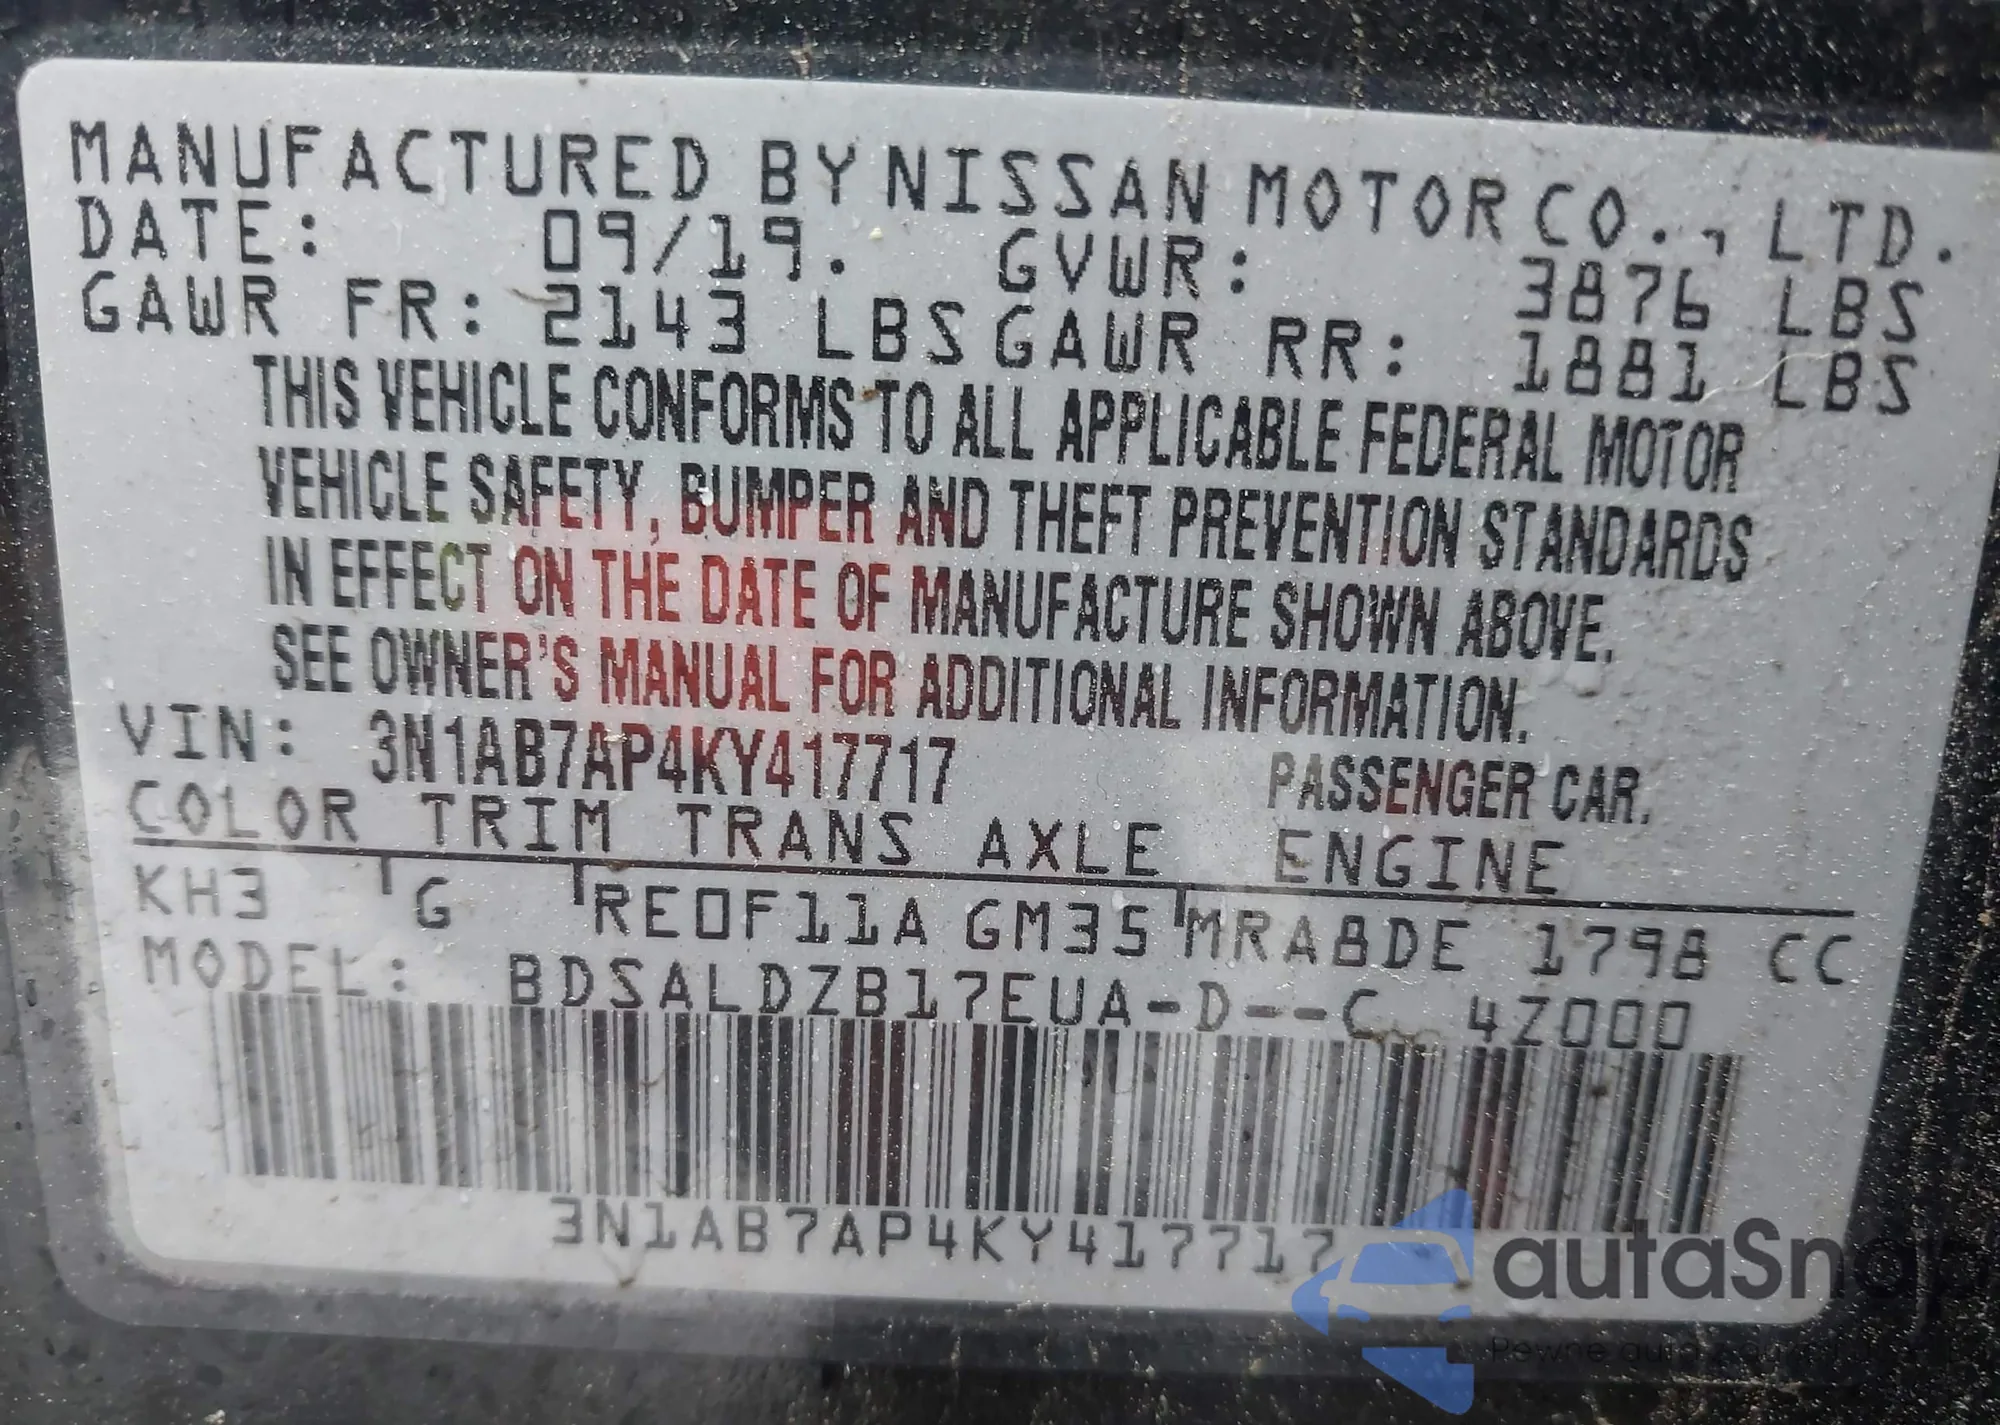 MANUFACTURED BY NISSAN MOTOR CO., LTD.
DATE: 09/19. GVWR: 3876 LBS
GAWR FR: 2143 LBS GAWR RR: 1881 LBS
THIS VEHICLE CONFORMS TO ALL APPLICABLE FEDERAL MOTOR
VEHICLE SAFETY, BUMPER AND THEFT PREVENTION STANDARDS
IN EFFECT ON THE DATE OF MANUFACTURE SHOWN ABOVE.
SEE OWNER'S MANUAL FOR ADDITIONAL INFORMATION.
VIN: 3N1AB7AP4KY417717 PASSENGER CAR.
COLOR TRIM TRANS AXLE ENGINE
KH3 G RE0F11A GM35 MRA8DE 1798 CC
MODEL: BDSALDZB17EUA-D--C 4Z000
3N1AB7AP4KY417717
autaSnap
Pewne auta z